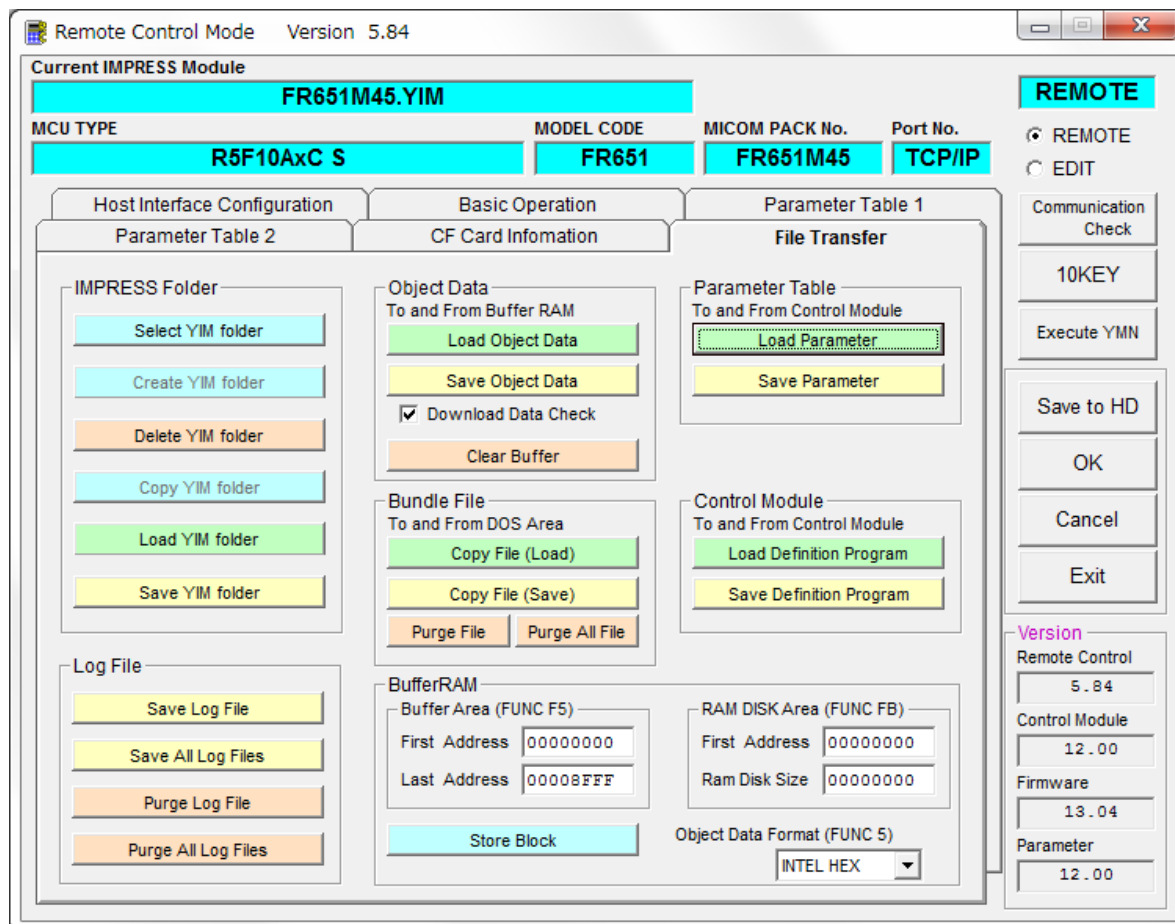 Remote Control Mode Version 5.84
Current IMPRESS Module
FR651M45.YIM
MCU TYPE
MODEL CODE
MICOM PACK No.
Port No.
R5F10AxC S
FR651
FR651M45
TCP/IP
Host Interface Configuration
Basic Operation
Parameter Table 1
Parameter Table 2
CF Card Infomation
File Transfer
IMPRESS Folder
Select YIM folder
Create YIM folder
Delete YIM folder
Copy YIM folder
Load YIM folder
Save YIM folder
Log File
Save Log File
Save All Log Files
Purge Log File
Purge All Log Files
Object Data
To and From Buffer RAM
Load Object Data
Save Object Data
Download Data Check
Clear Buffer
Bundle File
To and From DOS Area
Copy File (Load)
Copy File (Save)
Purge File
Purge All File
Parameter Table
To and From Control Module
Load Parameter
Save Parameter
Control Module
To and From Control Module
Load Definition Program
Save Definition Program
BufferRAM
Buffer Area (FUNC F5)
First Address 00000000
Last Address 00008FFF
Store Block
RAM DISK Area (FUNC FB)
First Address 00000000
Ram Disk Size 00000000
Object Data Format (FUNC 5)
INTEL HEX
REMOTE
REMOTE
EDIT
Communication
Check
10KEY
Execute YMN
Save to HD
OK
Cancel
Exit
Version
Remote Control
5.84
Control Module
12.00
Firmware
13.04
Parameter
12.00